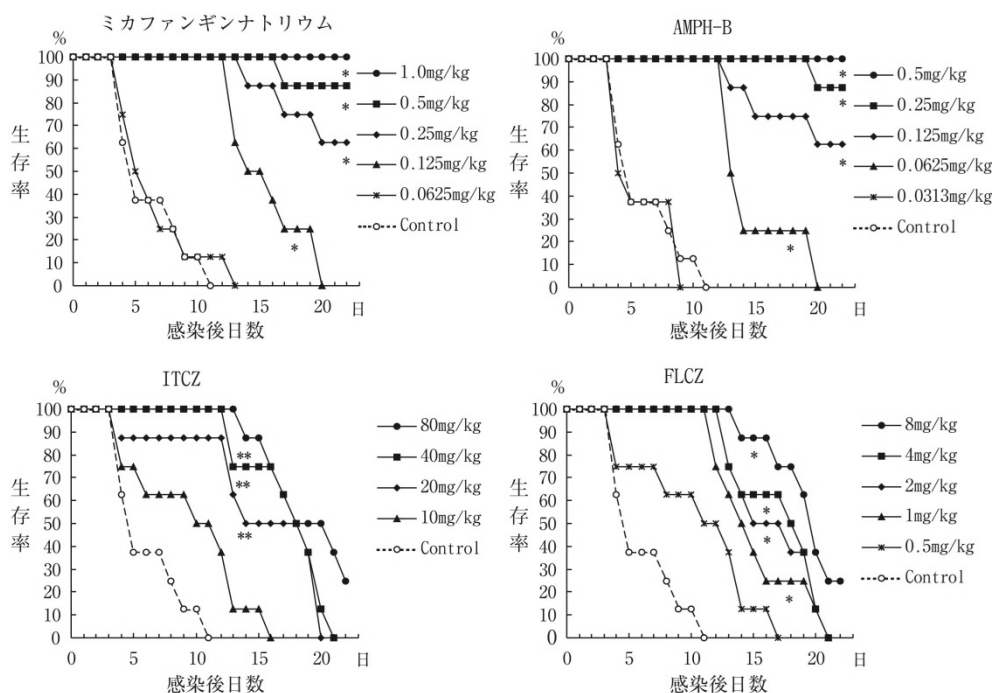 ミカファンギンナトリウム
%
100
90
80
70
60
50
40
30
20
10
0
生存率
0
5
10
15
20
日
感染後日数
*
*
*
*
1.0mg/kg
0.5mg/kg
0.25mg/kg
0.125mg/kg
0.0625mg/kg
Control
AMPH-B
%
100
90
80
70
60
50
40
30
20
10
0
生存率
0
5
10
15
20
日
感染後日数
*
*
*
*
0.5mg/kg
0.25mg/kg
0.125mg/kg
0.0625mg/kg
0.0313mg/kg
Control
ITCZ
%
100
90
80
70
60
50
40
30
20
10
0
生存率
0
5
10
15
20
日
感染後日数
**
**
**
80mg/kg
40mg/kg
20mg/kg
10mg/kg
Control
FLCZ
%
100
90
80
70
60
50
40
30
20
10
0
生存率
0
5
10
15
20
日
感染後日数
*
*
*
*
8mg/kg
4mg/kg
2mg/kg
1mg/kg
0.5mg/kg
Control